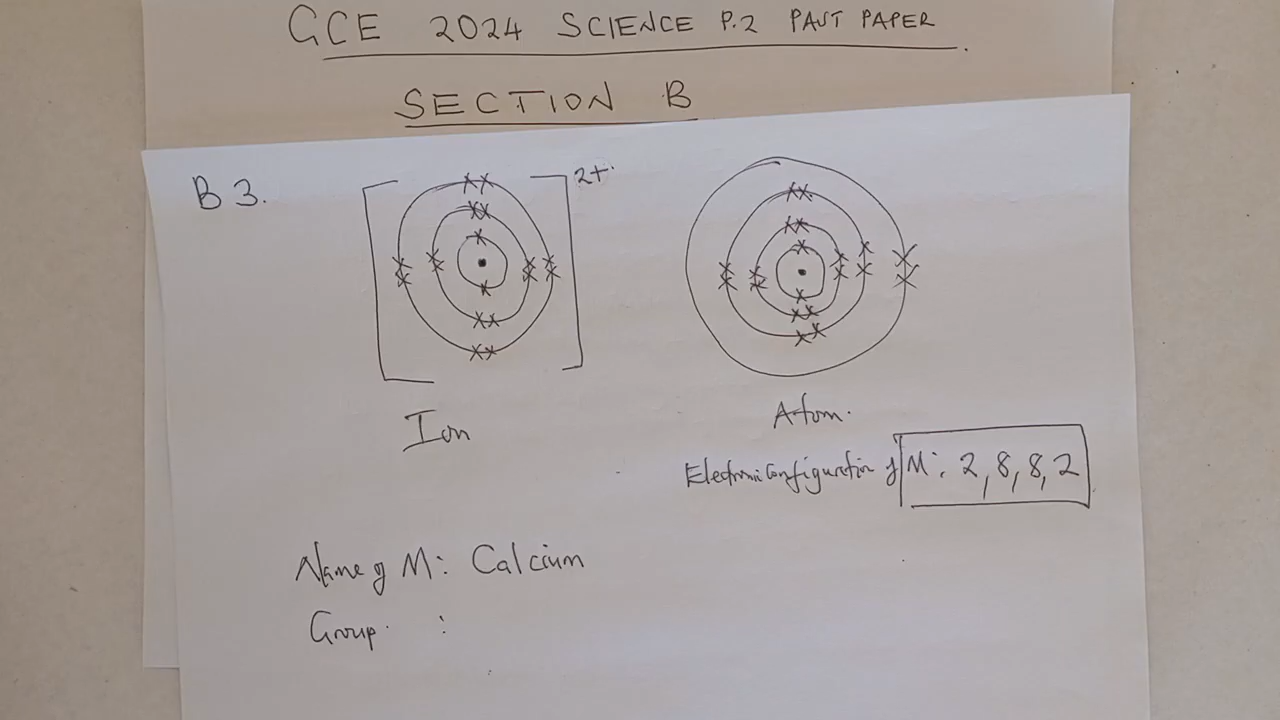 GCE 2024 SCIENCE P.2 PAST PAPER.
SECTION B
B3.
2+.
Ion
Atom.
Electronic Configuration of M: 2,8,8,2
Name of M: Calcium
Group. :